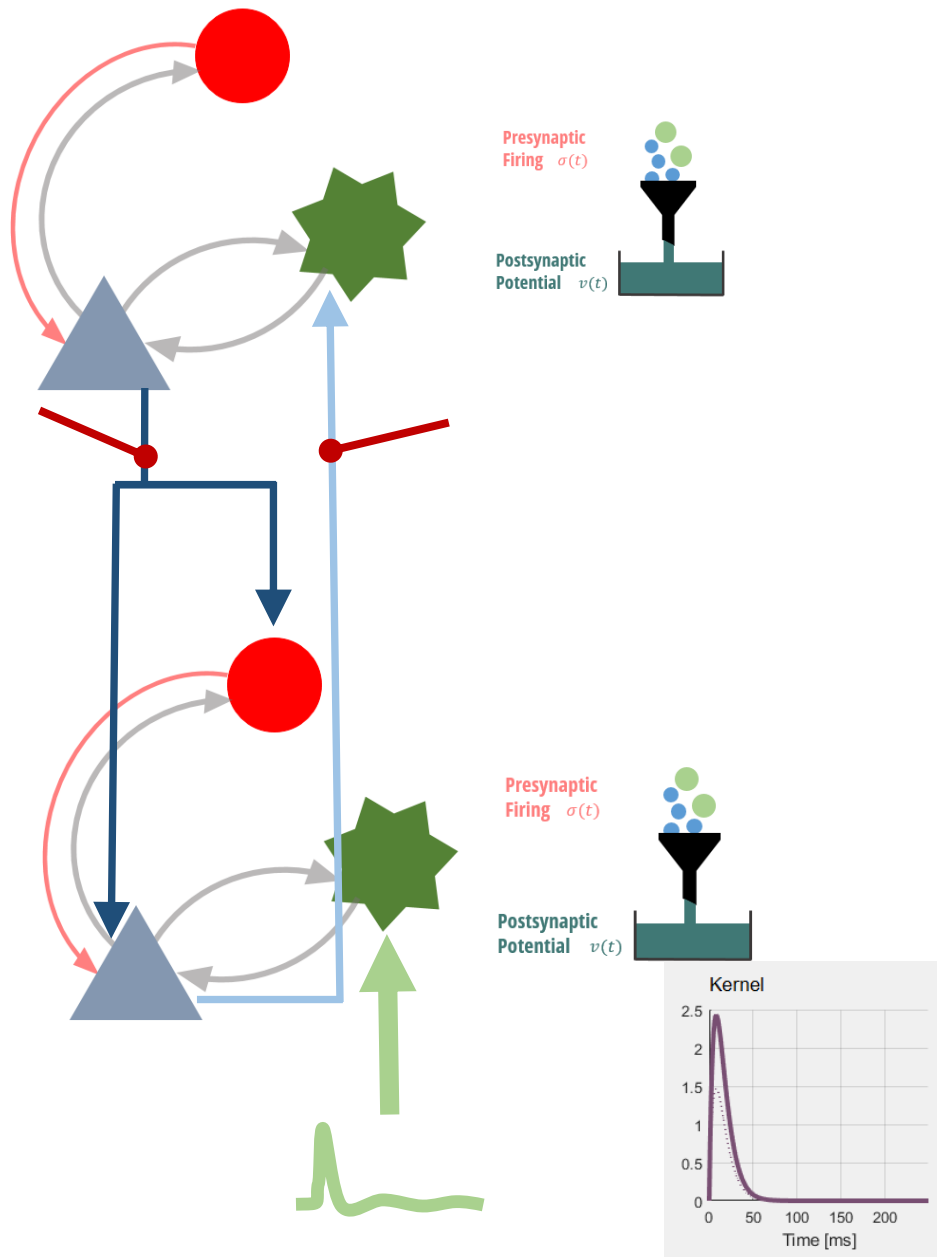 Presynaptic
Firing σ(t)
Postsynaptic
Potential v(t)
Presynaptic
Firing σ(t)
Postsynaptic
Potential v(t)
Kernel
2.5
2
1.5
1
0.5
0
0 50 100 150 200
Time [ms]